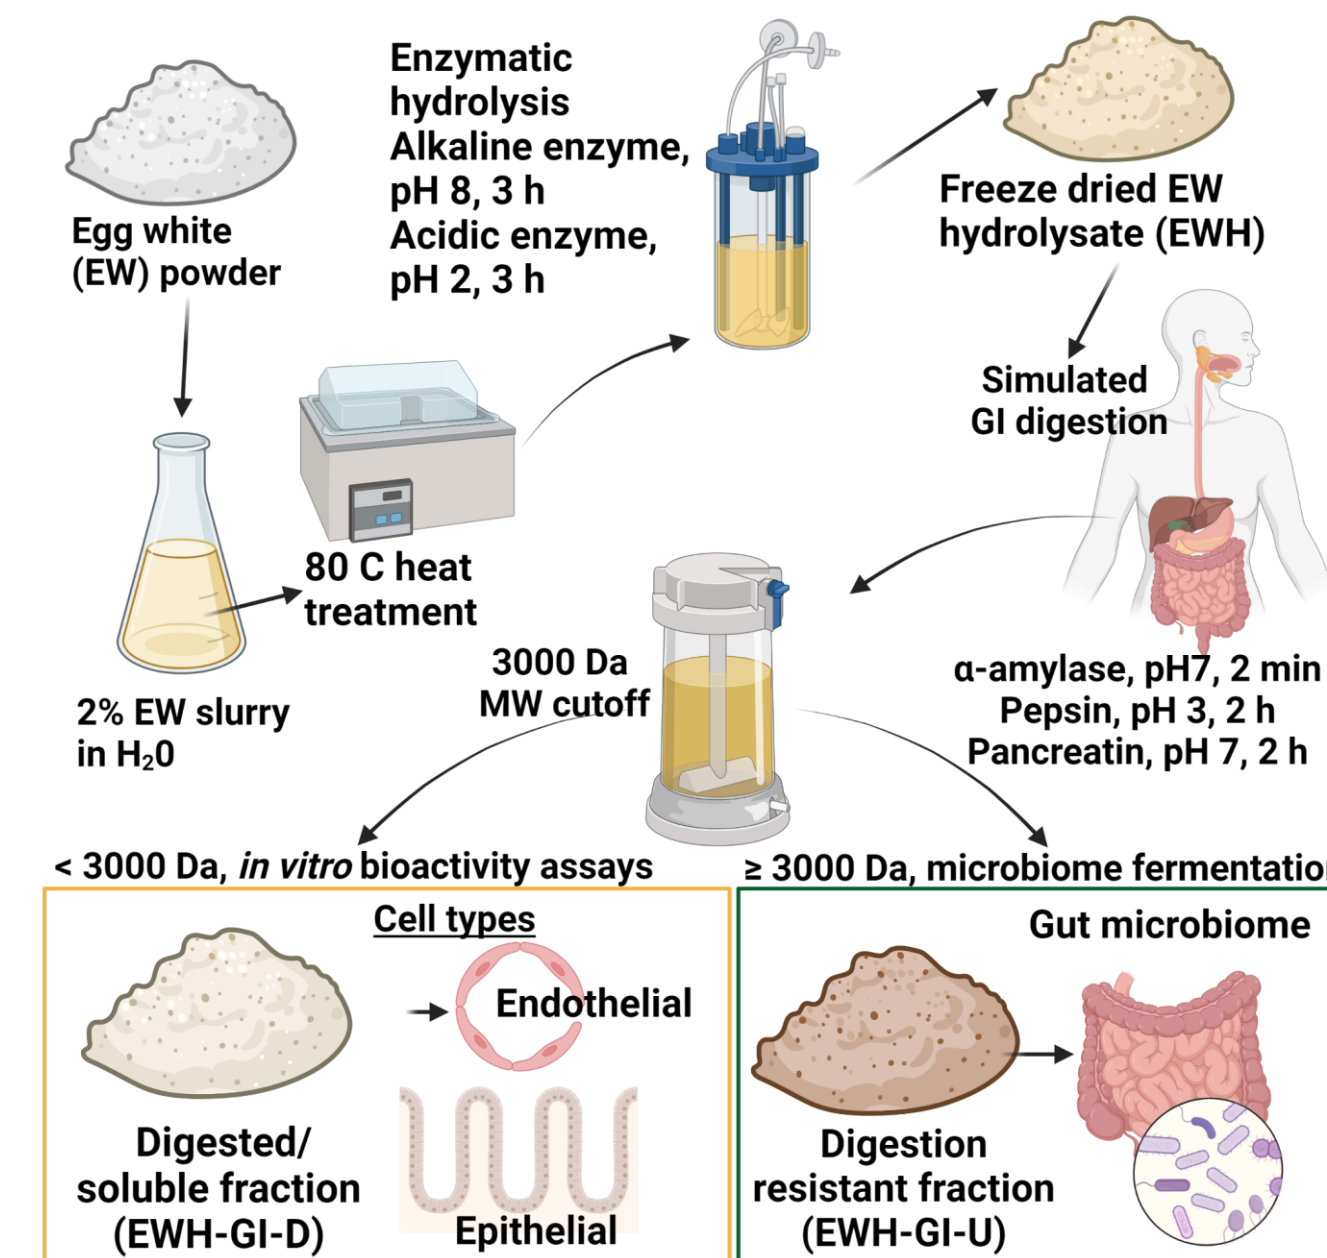 Enzymatic
hydrolysis
Alkaline enzyme,
pH 8, 3 h
Acidic enzyme,
pH 2, 3 h
Egg white
(EW) powder
Freeze dried EW
hydrolysate (EWH)
Simulated
GI digestion
80 C heat
treatment
2% EW slurry
in H₂0
3000 Da
MW cutoff
α-amylase, pH7, 2 min
Pepsin, pH 3, 2 h
Pancreatin, pH 7, 2 h
< 3000 Da, in vitro bioactivity assays
≥ 3000 Da, microbiome fermentation
Cell types
Endothelial
Epithelial
Digested/
soluble fraction
(EWH-GI-D)
Gut microbiome
Digestion
resistant fraction
(EWH-GI-U)